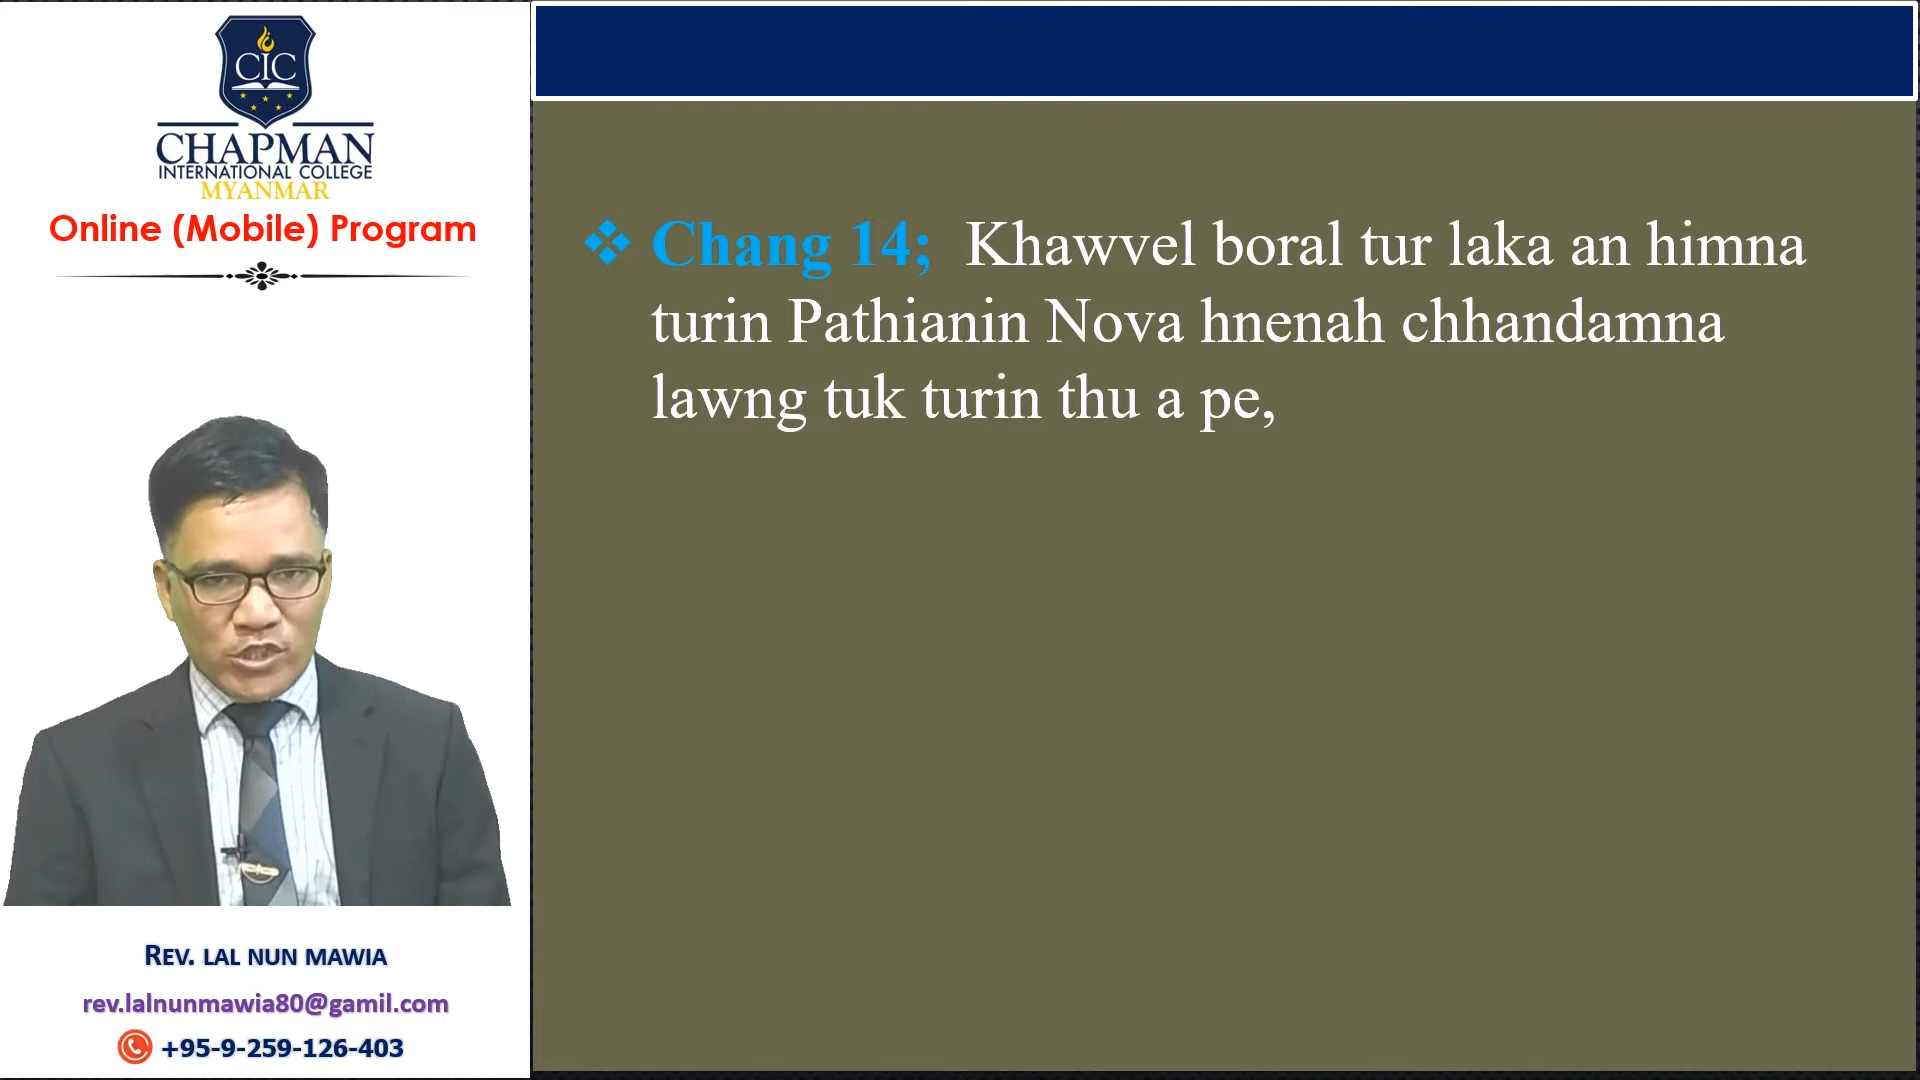 CIC
CHAPMAN
INTERNATIONAL COLLEGE
MYANMAR
Online (Mobile) Program
REV. LAL NUN MAWIA
rev.lalnunmawia80@gamil.com
+95-9-259-126-403
Chang 14; Khawvel boral tur laka an himna
turin Pathianin Nova hnenah chhandamna
lawng tuk turin thu a pe,